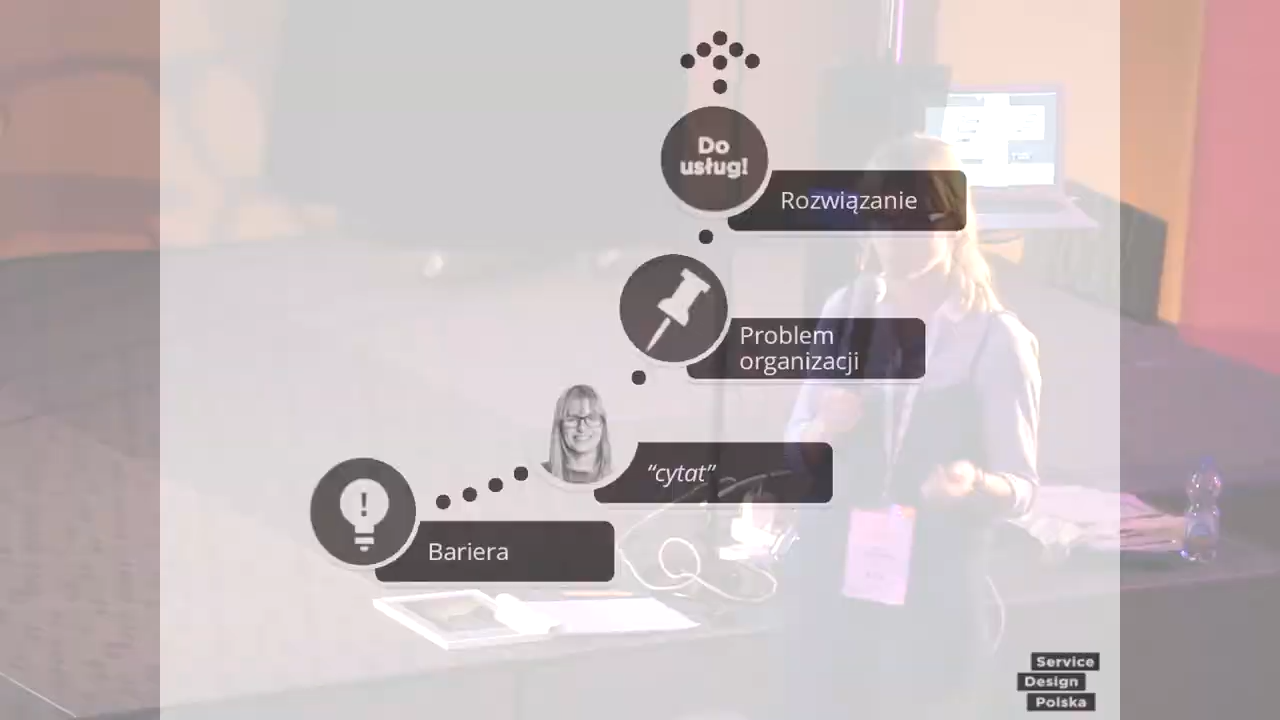 Do
usług!
Rozwiązanie
Problem
organizacji
“cytat”
Bariera
Service
Design
Polska